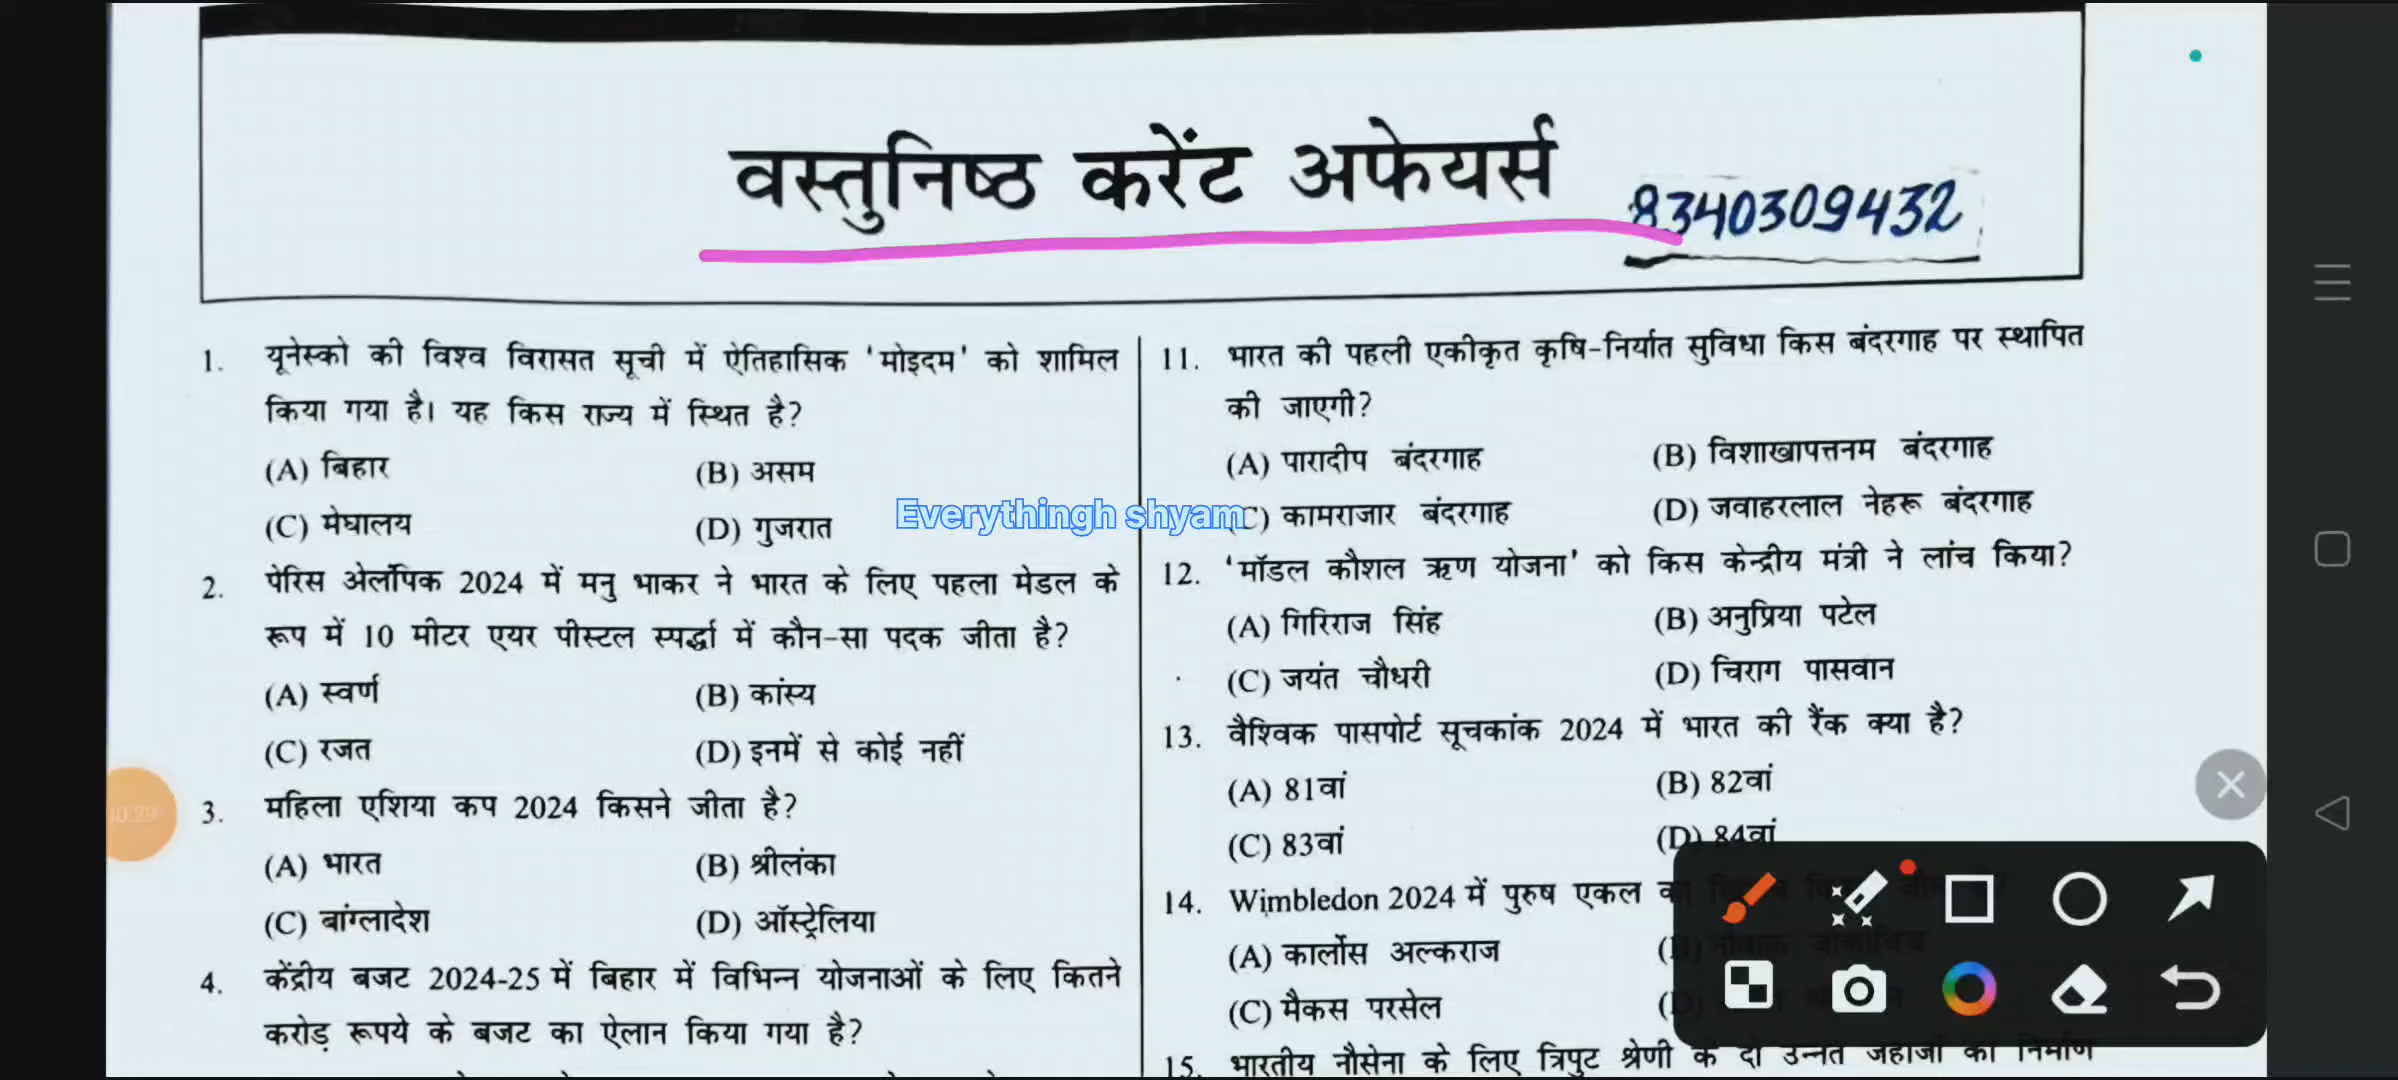 वस्तुनिष्ठ करेंट अफेयर्स
8340309432
1. यूनेस्को की विश्व विरासत सूची में ऐतिहासिक 'मोइदम' को शामिल
किया गया है। यह किस राज्य में स्थित है?
(A) बिहार (B) असम
(C) मेघालय (D) गुजरात
2. पेरिस ओलंपिक 2024 में मनु भाकर ने भारत के लिए पहला मेडल के
रूप में 10 मीटर एयर पीस्टल स्पर्द्धा में कौन-सा पदक जीता है?
(A) स्वर्ण (B) कांस्य
(C) रजत (D) इनमें से कोई नहीं
3. महिला एशिया कप 2024 किसने जीता है?
(A) भारत (B) श्रीलंका
(C) बांग्लादेश (D) ऑस्ट्रेलिया
4. केंद्रीय बजट 2024-25 में बिहार में विभिन्न योजनाओं के लिए कितने
करोड़ रूपये के बजट का ऐलान किया गया है?
Everythingh shyam
11. भारत की पहली एकीकृत कृषि-निर्यात सुविधा किस बंदरगाह पर स्थापित
की जाएगी?
(A) पारादीप बंदरगाह (B) विशाखापत्तनम बंदरगाह
C) कामराजार बंदरगाह (D) जवाहरलाल नेहरू बंदरगाह
12. 'मॉडल कौशल ऋण योजना' को किस केन्द्रीय मंत्री ने लांच किया?
(A) गिरिराज सिंह (B) अनुप्रिया पटेल
(C) जयंत चौधरी (D) चिराग पासवान
13. वैश्विक पासपोर्ट सूचकांक 2024 में भारत की रैंक क्या है?
(A) 81वां (B) 82वां
(C) 83वां (D) 84वां
14. Wimbledon 2024 में पुरुष एकल
(A) कार्लोस अल्कराज
(C) मैकस परसेल
15. भारतीय नौसेना के लिए त्रिपुट श्रेणी के दो उन्नत जहाजों का निर्माण